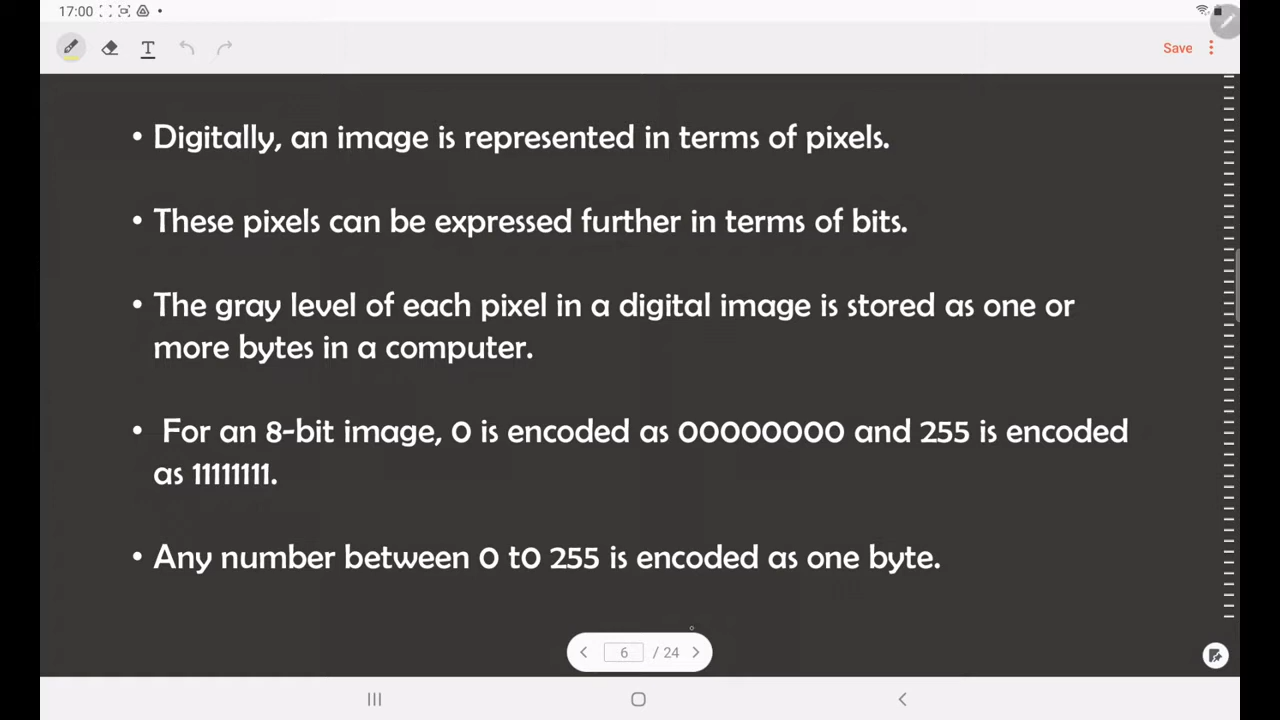 17:00
Save
• Digitally, an image is represented in terms of pixels.
• These pixels can be expressed further in terms of bits.
• The gray level of each pixel in a digital image is stored as one or
more bytes in a computer.
• For an 8-bit image, 0 is encoded as 00000000 and 255 is encoded
as 11111111.
• Any number between 0 t0 255 is encoded as one byte.
6 / 24